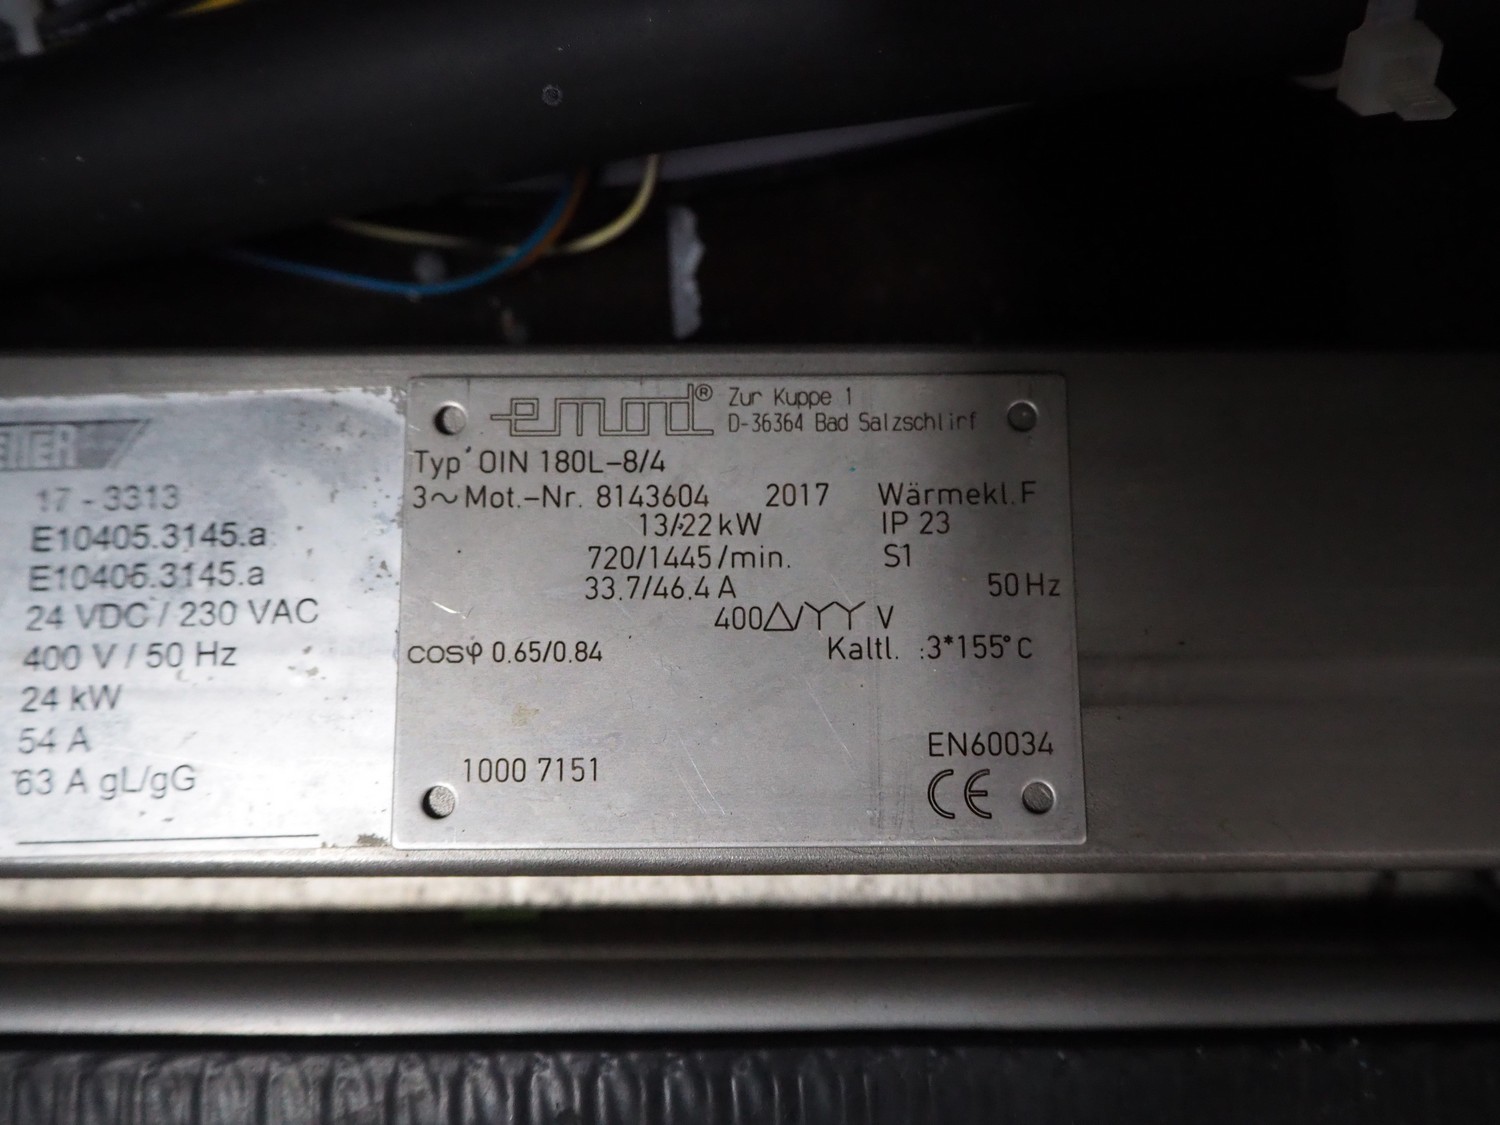 17 - 3313
E10405.3145.a
E10406.3145.a
24 VDC / 230 VAC
400 V / 50 Hz
24 kW
54 A
63 A gL/gG
emod® Zur Kuppe 1
D-36364 Bad Salzschlirf
Typ OIN 180L-8/4
3~Mot.-Nr. 8143604 2017 Wärmekl. F
13/22 kW IP 23
720/1445/min. S1
33.7/46.4 A 50 Hz
400△/YY V
cosφ 0.65/0.84 Kaltl. :3*155°C
EN60034
1000 7151
CE